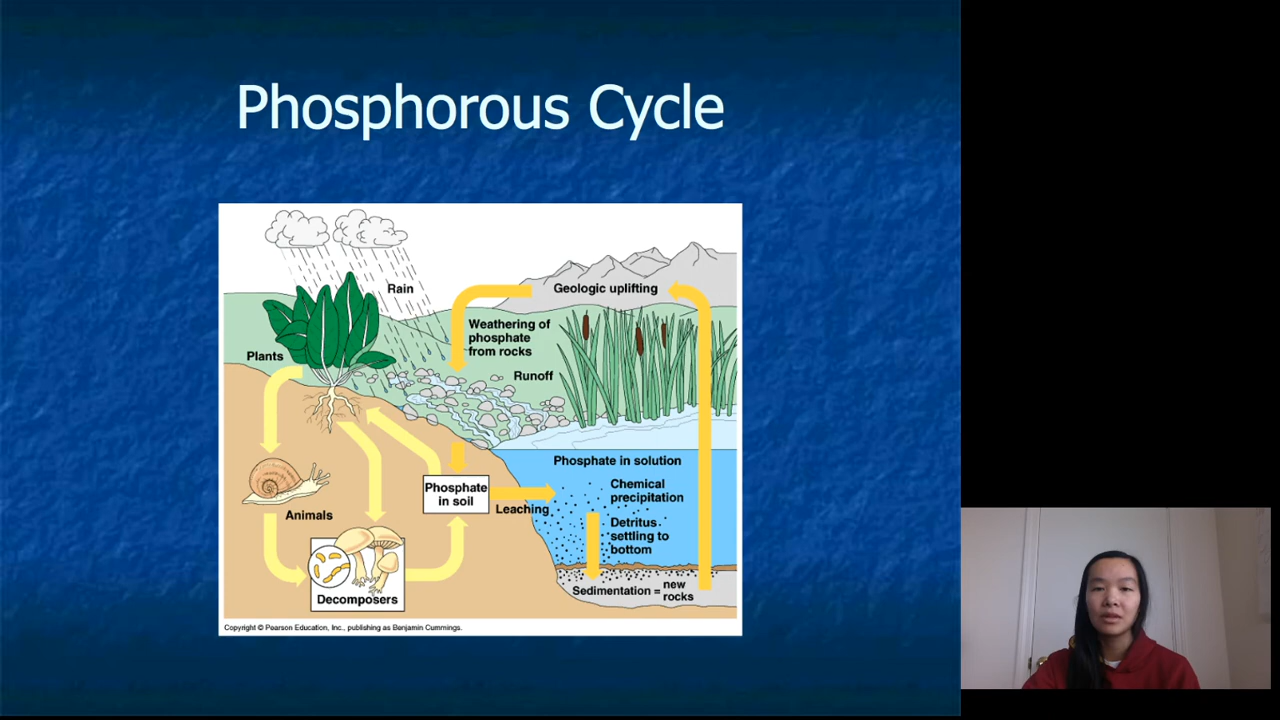 Phosphorous Cycle
Rain
Geologic uplifting
Weathering of
phosphate
from rocks
Plants
Runoff
Phosphate in solution
Phosphate
in soil
Chemical
precipitation
Leaching
Animals
Detritus
settling to
bottom
Decomposers
Sedimentation = new
rocks
Copyright © Pearson Education, Inc., publishing as Benjamin Cummings.